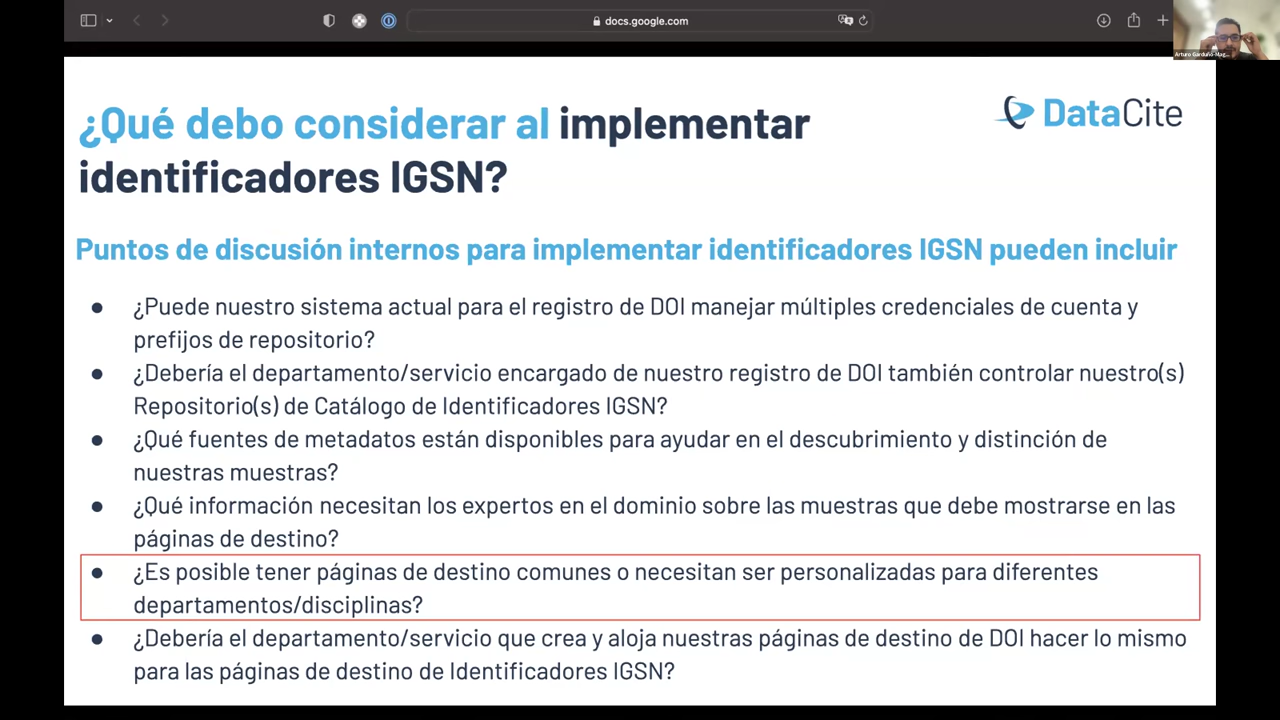 docs.google.com
Arturo Garduño-Mag...
¿Qué debo considerar al implementar
identificadores IGSN?
DataCite
Puntos de discusión internos para implementar identificadores IGSN pueden incluir
● ¿Puede nuestro sistema actual para el registro de DOI manejar múltiples credenciales de cuenta y
prefijos de repositorio?
● ¿Debería el departamento/servicio encargado de nuestro registro de DOI también controlar nuestro(s)
Repositorio(s) de Catálogo de Identificadores IGSN?
● ¿Qué fuentes de metadatos están disponibles para ayudar en el descubrimiento y distinción de
nuestras muestras?
● ¿Qué información necesitan los expertos en el dominio sobre las muestras que debe mostrarse en las
páginas de destino?
● ¿Es posible tener páginas de destino comunes o necesitan ser personalizadas para diferentes
departamentos/disciplinas?
● ¿Debería el departamento/servicio que crea y aloja nuestras páginas de destino de DOI hacer lo mismo
para las páginas de destino de Identificadores IGSN?